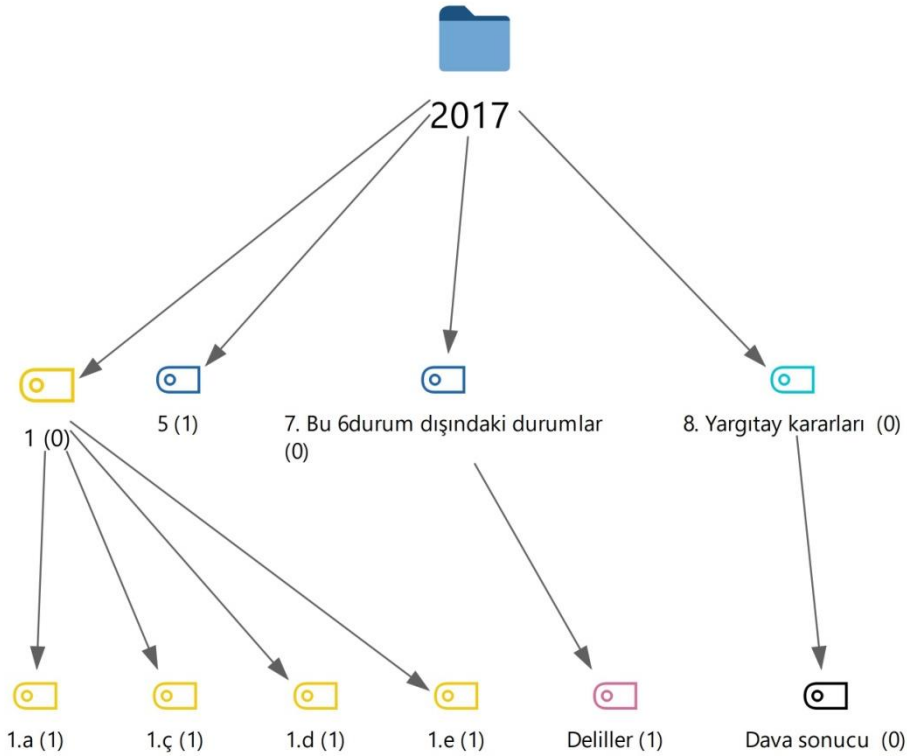 2017
1 (0)
5 (1)
7. Bu 6durum dışındaki durumlar
(0)
8. Yargıtay kararları (0)
1.a (1)
1.ç (1)
1.d (1)
1.e (1)
Deliller (1)
Dava sonucu (0)